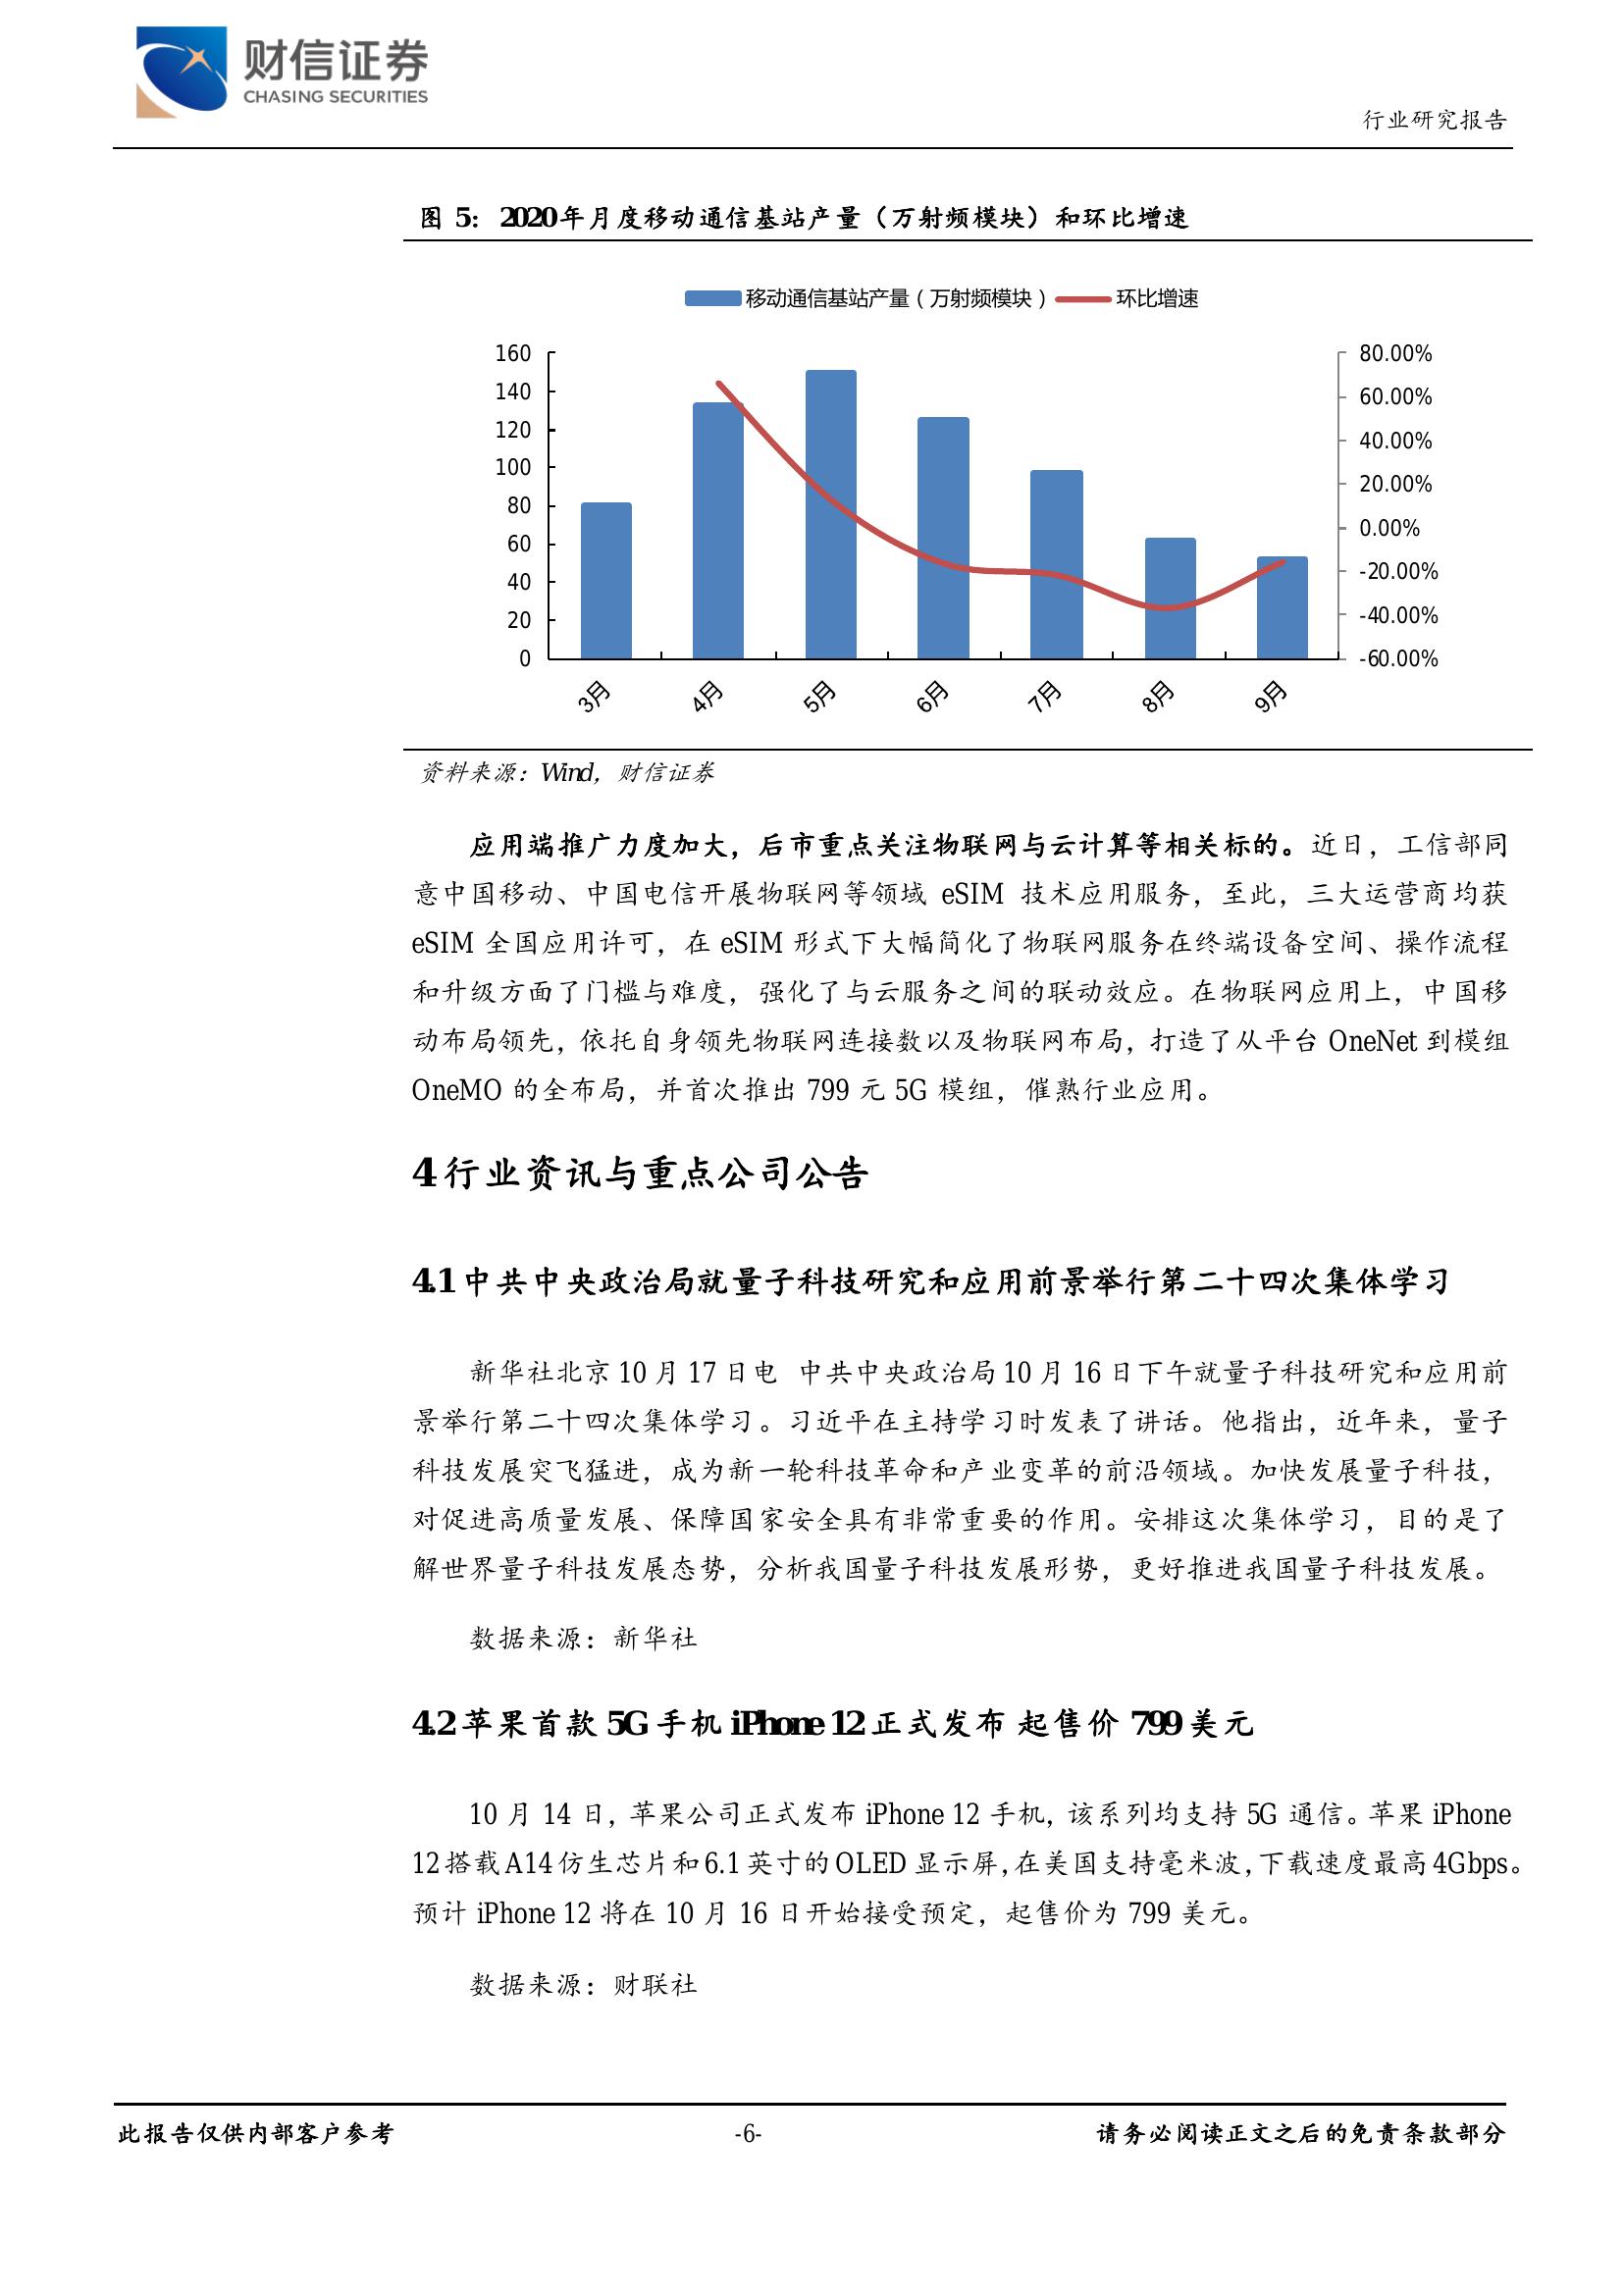 财信证券
CHASING SECURITIES
行业研究报告
图 5：2020年月度移动通信基站产量（万射频模块）和环比增速
移动通信基站产量（万射频模块） 环比增速
160 80.00%
140 60.00%
120 40.00%
100 20.00%
80 0.00%
60 -20.00%
40 -40.00%
20 -60.00%
0
3月 4月 5月 6月 7月 8月 9月
资料来源：Wind，财信证券
应用端推广力度加大，后市重点关注物联网与云计算等相关标的。近日，工信部同
意中国移动、中国电信开展物联网等领域 eSIM 技术应用服务，至此，三大运营商均获
eSIM 全国应用许可，在 eSIM 形式下大幅简化了物联网服务在终端设备空间、操作流程
和升级方面了门槛与难度，强化了与云服务之间的联动效应。在物联网应用上，中国移
动布局领先，依托自身领先物联网连接数以及物联网布局，打造了从平台 OneNet 到模组
OneMO 的全布局，并首次推出 799 元 5G 模组，催熟行业应用。
4 行业资讯与重点公司公告
4.1 中共中央政治局就量子科技研究和应用前景举行第二十四次集体学习
新华社北京 10 月 17 日电 中共中央政治局 10 月 16 日下午就量子科技研究和应用前
景举行第二十四次集体学习。习近平在主持学习时发表了讲话。他指出，近年来，量子
科技发展突飞猛进，成为新一轮科技革命和产业变革的前沿领域。加快发展量子科技，
对促进高质量发展、保障国家安全具有非常重要的作用。安排这次集体学习，目的是了
解世界量子科技发展态势，分析我国量子科技发展形势，更好推进我国量子科技发展。
数据来源：新华社
4.2 苹果首款 5G 手机 iPhone 12 正式发布 起售价 799 美元
10 月 14 日，苹果公司正式发布 iPhone 12 手机，该系列均支持 5G 通信。苹果 iPhone
12 搭载 A14 仿生芯片和 6.1 英寸的 OLED 显示屏，在美国支持毫米波，下载速度最高 4Gbps。
预计 iPhone 12 将在 10 月 16 日开始接受预定，起售价为 799 美元。
数据来源：财联社
此报告仅供内部客户参考 -6- 请务必阅读正文之后的免责条款部分